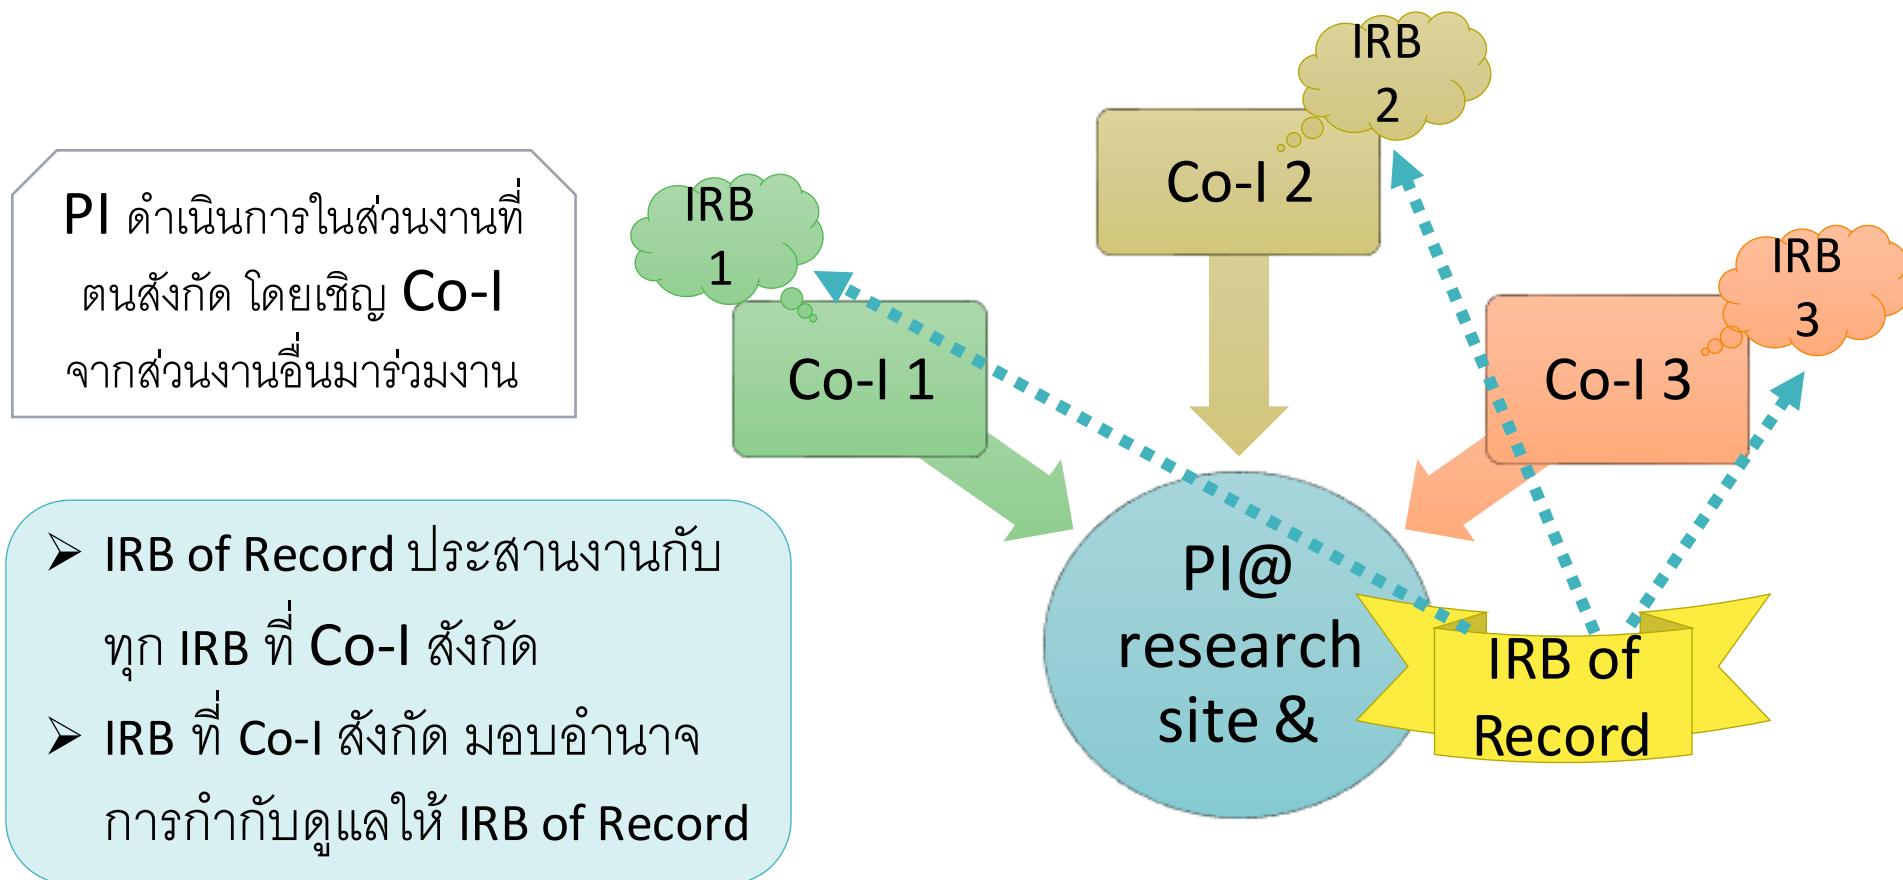 PI ดำเนินการในส่วนงานที่
ตนสังกัด โดยเชิญ Co-I
จากส่วนงานอื่นมาร่วมงาน
➢ IRB of Record ประสานงานกับ
ทุก IRB ที่ Co-I สังกัด
➢ IRB ที่ Co-I สังกัด มอบอำนาจ
การกำกับดูแลให้ IRB of Record
IRB
1
Co-I 1
IRB
2
Co-I 2
IRB
3
Co-I 3
PI@
research
site &
IRB of
Record